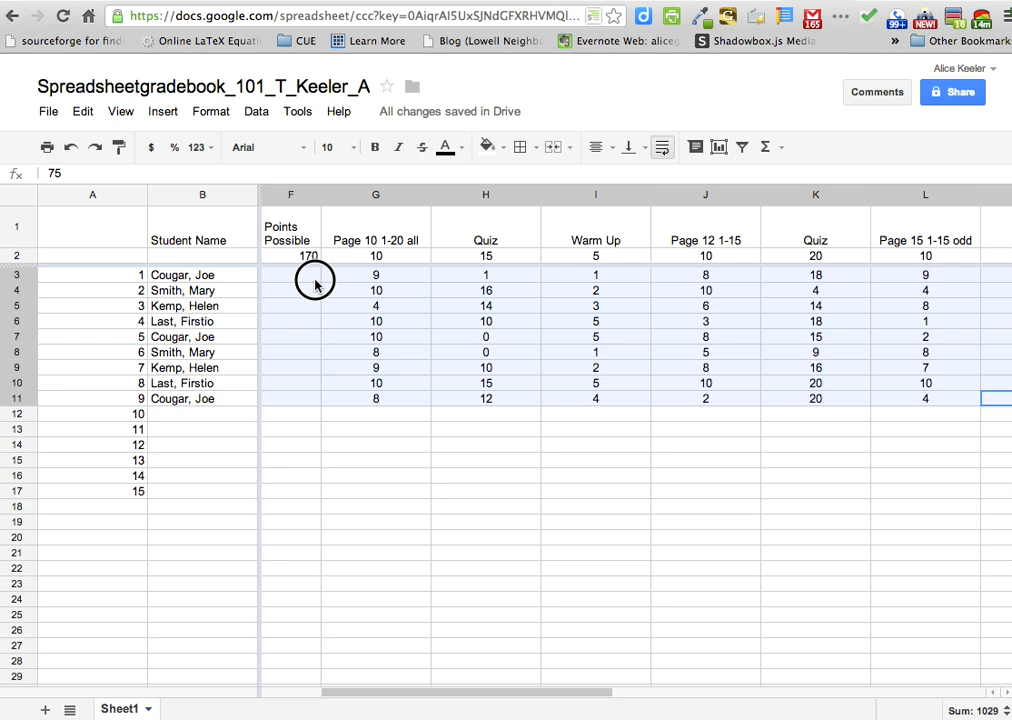 https://docs.google.com/spreadsheet/ccc?key=0AiqrAI5UxSJNdGFXRHVMQI...
165 99+ NEW! 16 14m
sourceforge for findi Online LaTeX Equati CUE Learn More Blog (Lowell Neighb Evernote Web: aliceg Shadowbox.js Media » Other Bookmark
Alice Keeler
Spreadsheetgradebook_101_T_Keeler_A
Comments Share
File Edit View Insert Format Data Tools Help All changes saved in Drive
$ % 123 Arial 10 B I S A Σ
fx 75
A B F G H I J K L
1 Student Name Points Possible Page 10 1-20 all Quiz Warm Up Page 12 1-15 Quiz Page 15 1-15 odd
2 170 10 15 5 10 20 10
3 1 Cougar, Joe 9 1 1 8 18 9
4 2 Smith, Mary 10 16 2 10 4 4
5 3 Kemp, Helen 4 14 3 6 14 8
6 4 Last, Firstio 10 10 5 3 18 1
7 5 Cougar, Joe 10 0 5 8 15 2
8 6 Smith, Mary 8 0 1 5 9 8
9 7 Kemp, Helen 9 10 2 8 16 7
10 8 Last, Firstio 10 15 5 10 20 10
11 9 Cougar, Joe 8 12 4 2 20 4
12 10
13 11
14 12
15 13
16 14
17 15
18
19
20
21
22
23
24
25
26
27
28
29
Sheet1
Sum: 1029